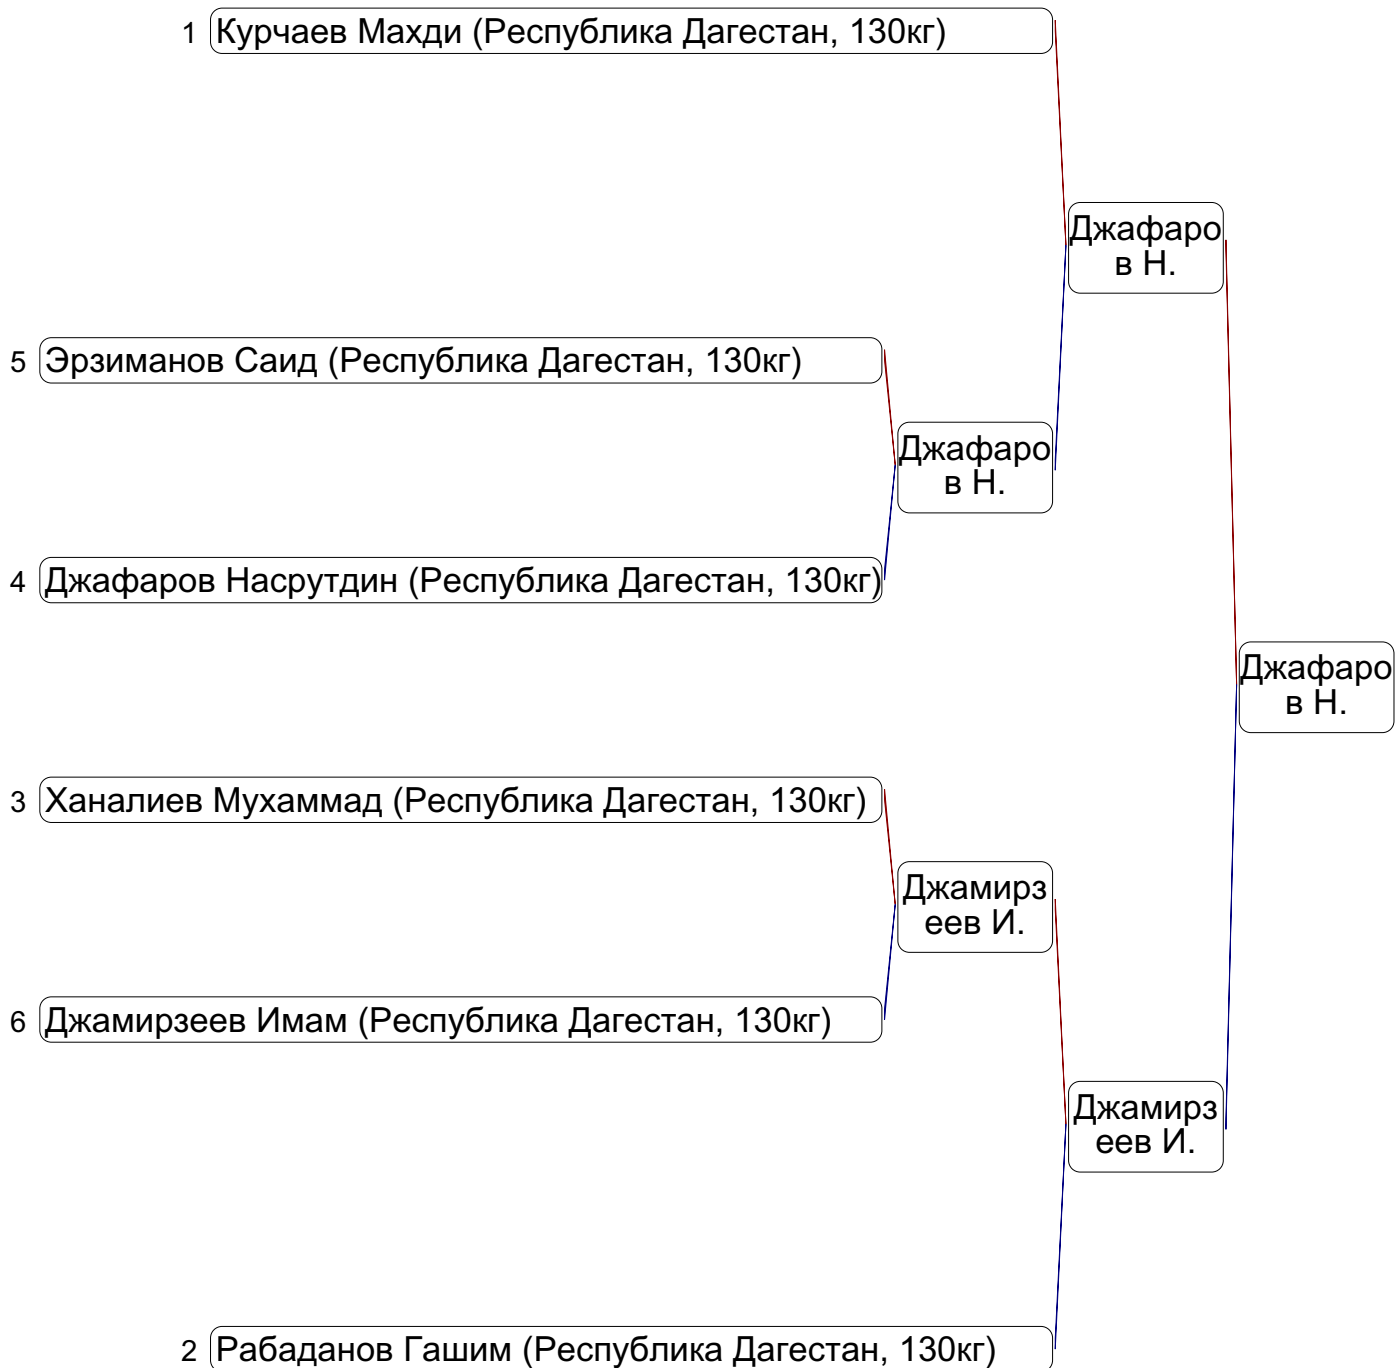 1 Курчаев Махди (Республика Дагестан, 130кг)
Джафаро
в Н.
5 Эрзиманов Саид (Республика Дагестан, 130кг)
Джафаро
в Н.
4 Джафаров Насрутдин (Республика Дагестан, 130кг)
Джафаро
в Н.
3 Ханалиев Мухаммад (Республика Дагестан, 130кг)
Джамирз
еев И.
6 Джамирзеев Имам (Республика Дагестан, 130кг)
Джамирз
еев И.
2 Рабаданов Гашим (Республика Дагестан, 130кг)